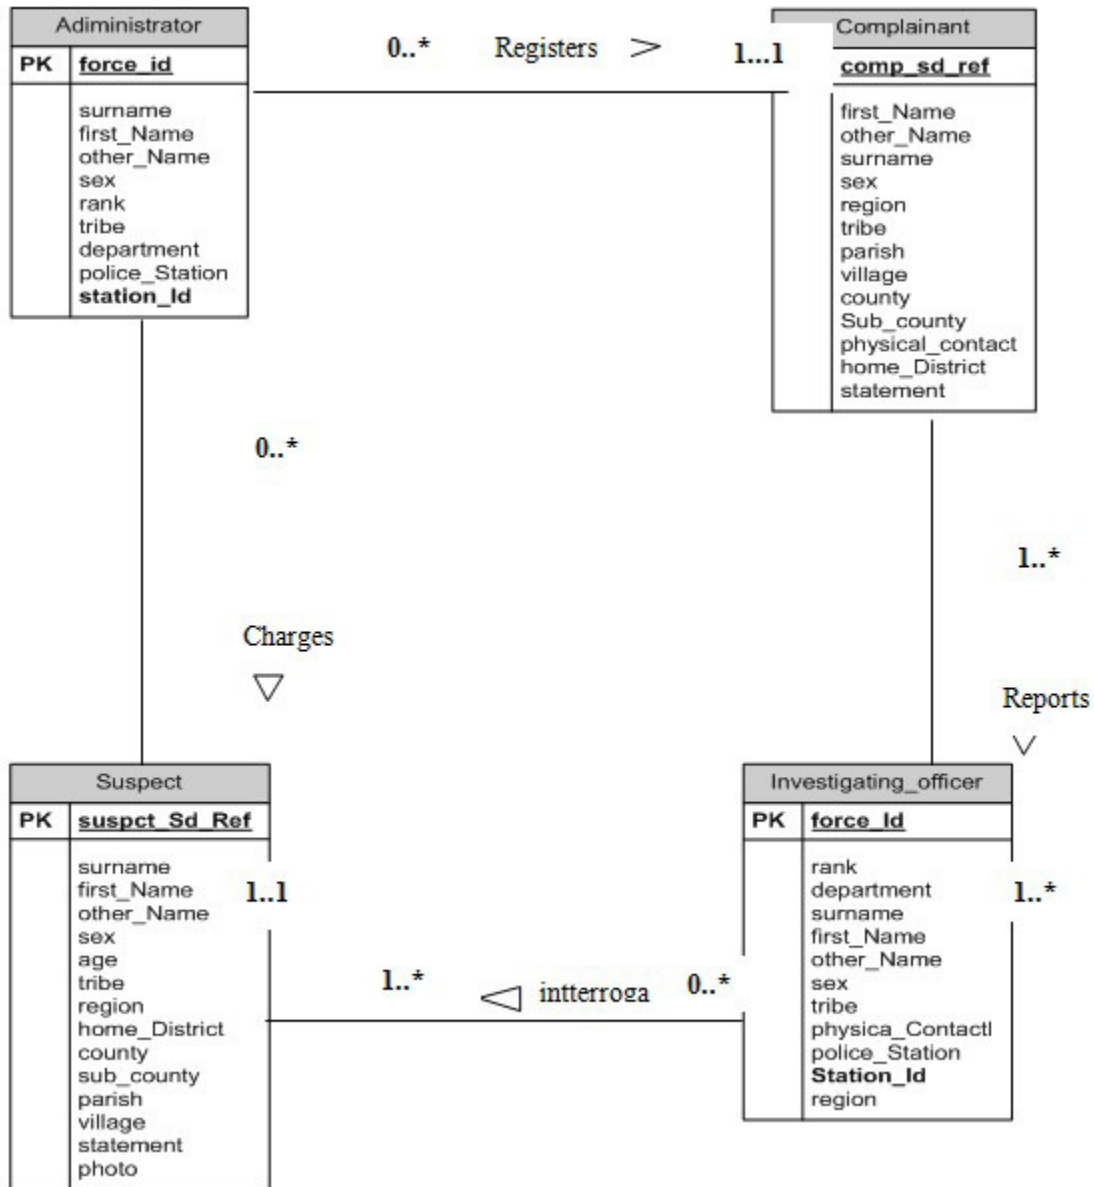 Adiministrator
PK force_id
surname
first_Name
other_Name
sex
rank
tribe
department
police_Station
station_Id
0..* Registers > 1...1
Complainant
comp_sd_ref
first_Name
other_Name
surname
sex
region
tribe
parish
village
county
Sub_county
physical_contact
home_District
statement
0..*
Charges
1..*
Reports
Suspect
PK suspct_Sd_Ref
surname
first_Name
other_Name
sex
age
tribe
region
home_District
county
sub_county
parish
village
statement
photo
1..1
1..* intterroga 0..*
Investigating_officer
PK force_Id
rank
department
surname
first_Name
other_Name
sex
tribe
physica_Contactl
police_Station
Station_Id
region
1..*